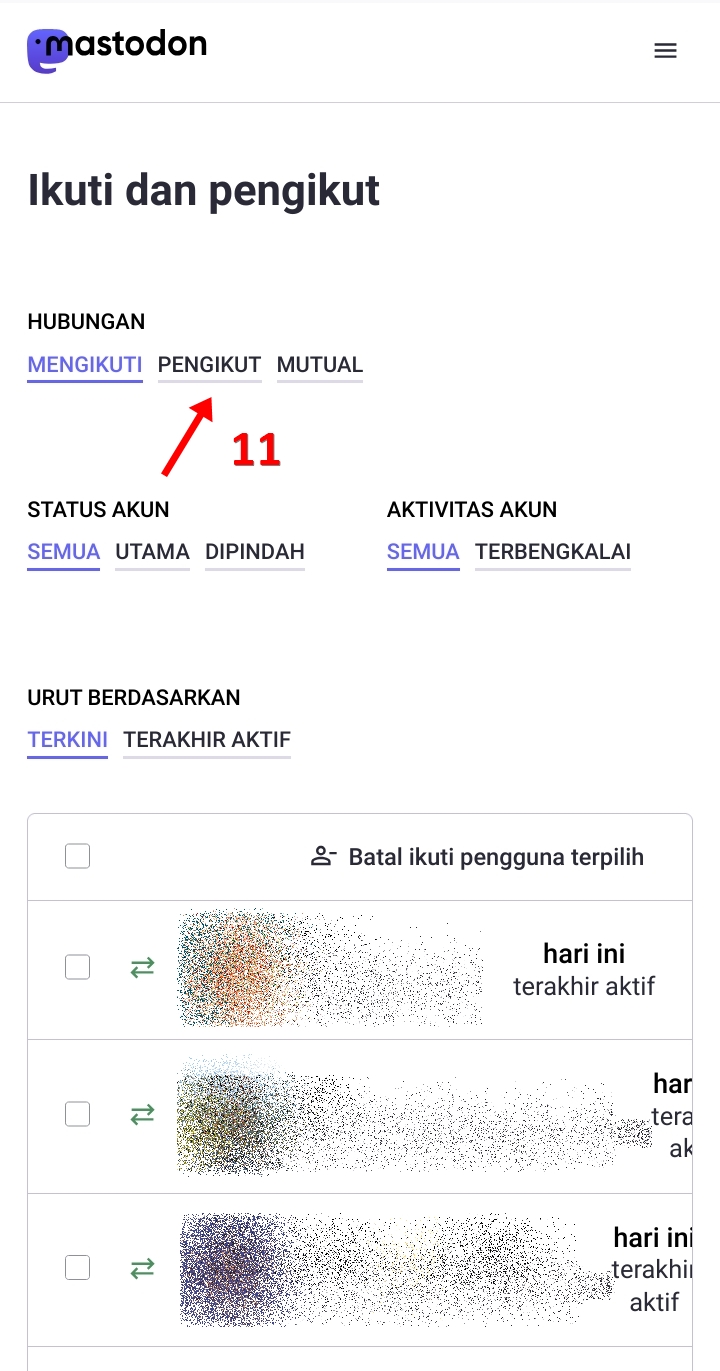 mastodon
Ikuti dan pengikut
HUBUNGAN
MENGIKUTI PENGIKUT MUTUAL
11
STATUS AKUN
SEMUA UTAMA DIPINDAH
AKTIVITAS AKUN
SEMUA TERBENGKALAI
URUT BERDASARKAN
TERKINI TERAKHIR AKTIF
Batal ikuti pengguna terpilih
hari ini
terakhir aktif
har
tera
ak
hari ini
terakhir
aktif